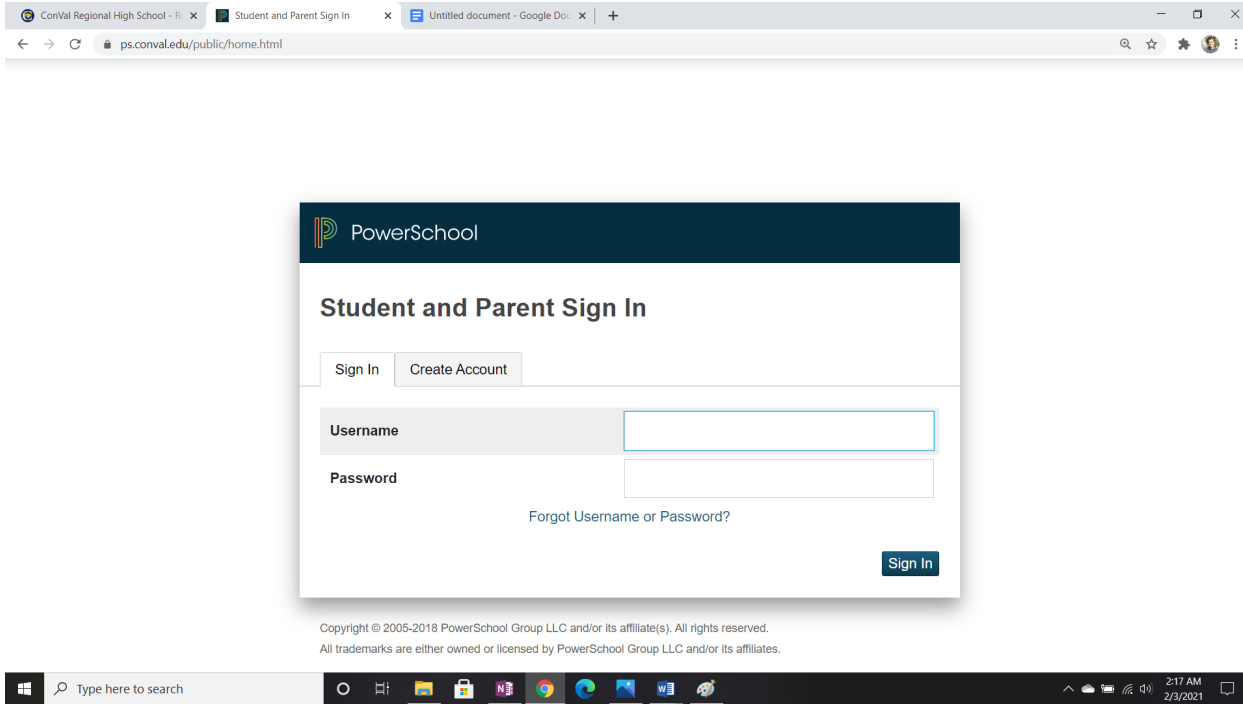 ConVal Regional High School - R
Student and Parent Sign In
Untitled document - Google Doc
ps.conval.edu/public/home.html
PowerSchool
Student and Parent Sign In
Sign In
Create Account
Username
Password
Forgot Username or Password?
Sign In
Copyright © 2005-2018 PowerSchool Group LLC and/or its affiliate(s). All rights reserved.
All trademarks are either owned or licensed by PowerSchool Group LLC and/or its affiliates.
Type here to search
2:17 AM
2/3/2021